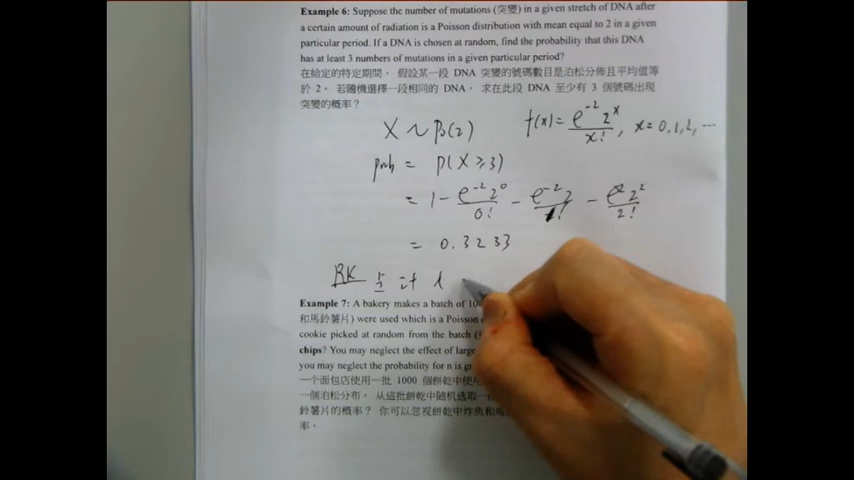 Example 6: Suppose the number of mutations (突變) in a given stretch of DNA after
a certain amount of radiation is a Poisson distribution with mean equal to 2 in a given
particular period. If a DNA is chosen at random, find the probability that this DNA
has at least 3 numbers of mutations in a given particular period?
在給定的特定期間， 假設某一段 DNA 突變的號碼數目是泊松分佈且平均值等
於 2。 若隨機選擇一段相同的 DNA， 求在此段 DNA 至少有 3 個號碼出現
突變的概率？
f(x) = e^-2 2^x / x! , x = 0,1,2, ...
X ~ P(2)
prob = P(X ≥ 3)
= 1 - e^-2 2^0 / 0! - e^-2 2 / 1! - e^-2 2^2 / 2!
= 0.3233
Example 7: A bakery makes a batch of 10
和馬鈴薯片) were used which is a Poisson
cookie picked at random from the batch
chips? You may neglect the effect of large
you may neglect the probability for n is gr
一个面包店使用一批 1000 個餅乾中使用
一個泊松分布。 从這批餅乾中随机选取一
鈴薯片的概率？ 你可以忽视餅乾中炸魚和馬
率。